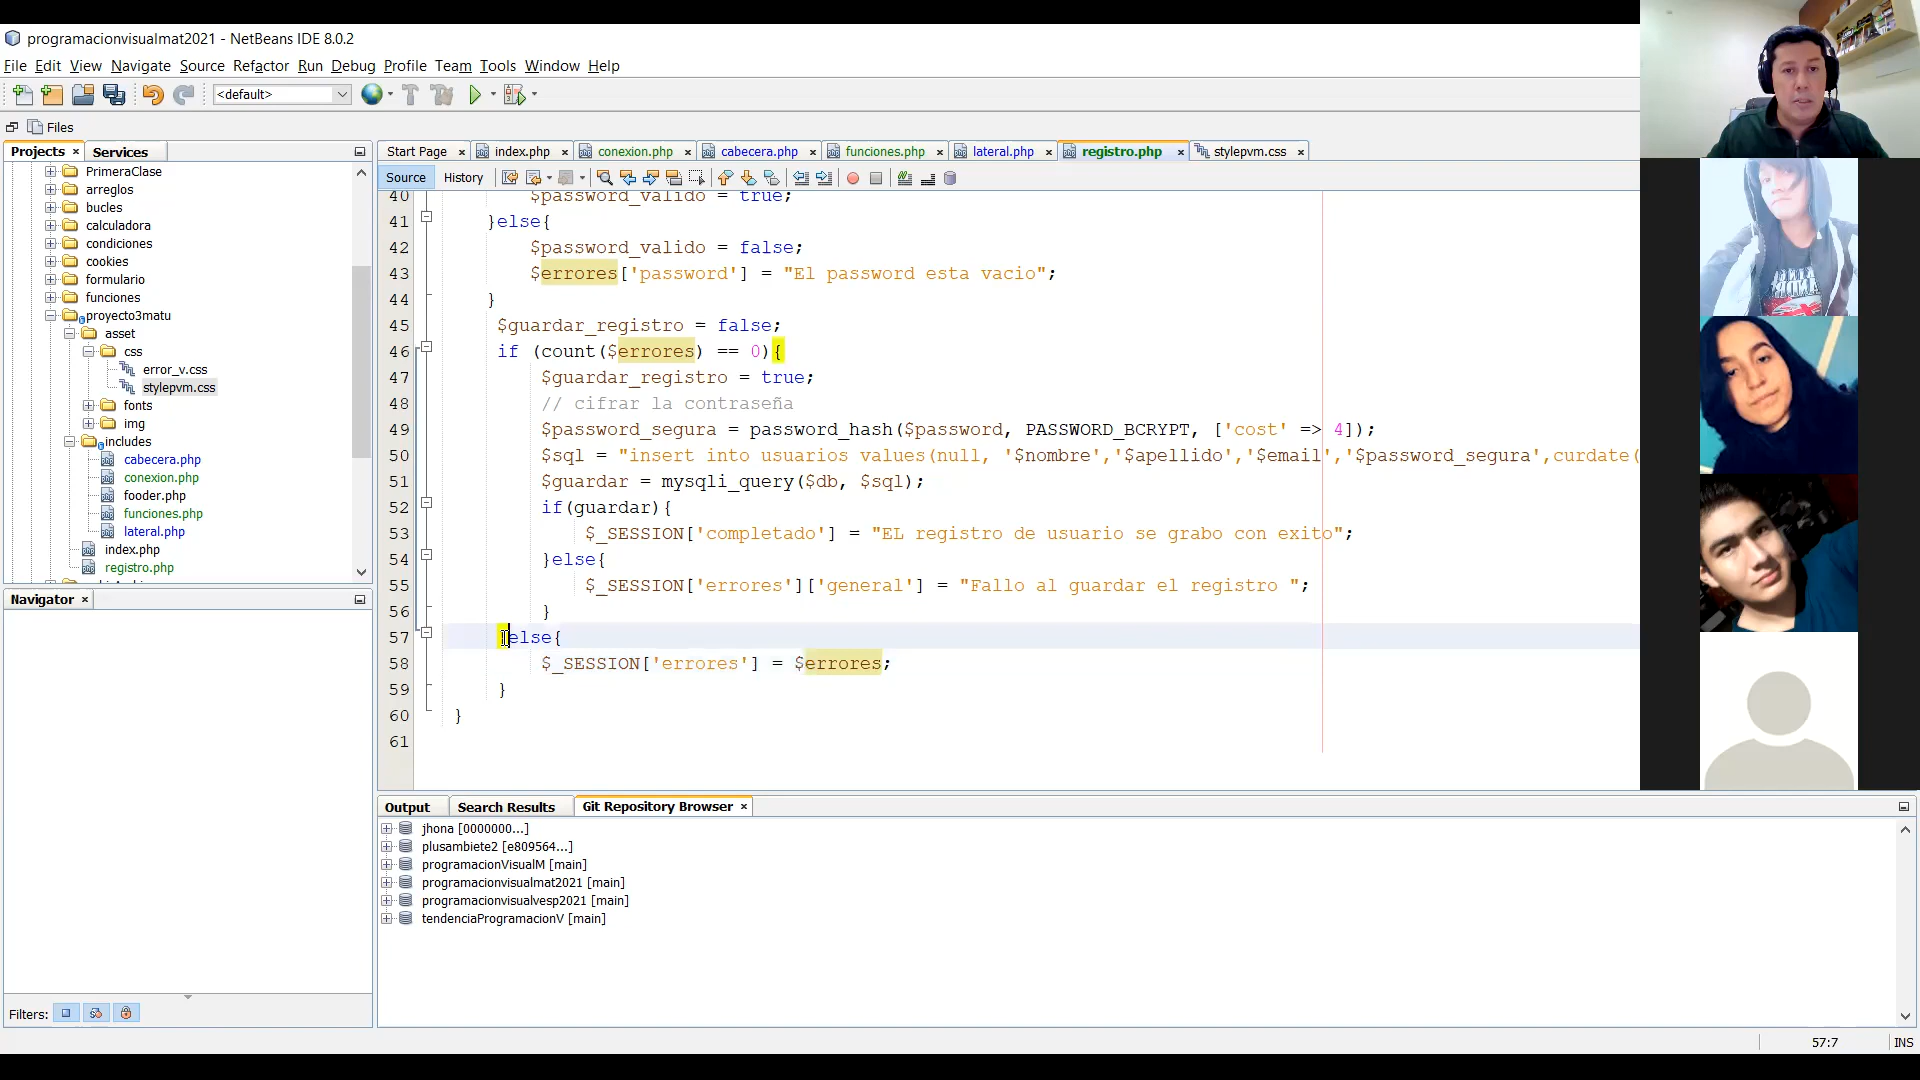 programacionvisualmat2021 - NetBeans IDE 8.0.2
File Edit View Navigate Source Refactor Run Debug Profile Team Tools Window Help
<default>
Files
Projects × Services
PrimeraClase
arreglos
bucles
calculadora
condiciones
cookies
formulario
funciones
proyecto3matu
asset
css
error_v.css
stylepvm.css
fonts
img
includes
cabecera.php
conexion.php
fooder.php
funciones.php
lateral.php
index.php
registro.php
Navigator ×
Filters:
Start Page × index.php × conexion.php × cabecera.php × funciones.php × lateral.php × registro.php × stylepvm.css ×
Source History
40 $password_valido = true;
41 }else{
42 $password_valido = false;
43 $errores['password'] = "El password esta vacio";
44 }
45 $guardar_registro = false;
46 if (count($errores) == 0){
47 $guardar_registro = true;
48 // cifrar la contraseña
49 $password_segura = password_hash($password, PASSWORD_BCRYPT, ['cost' => 4]);
50 $sql = "insert into usuarios values(null, '$nombre','$apellido','$email','$password_segura',curdate(
51 $guardar = mysqli_query($db, $sql);
52 if(guardar){
53 $_SESSION['completado'] = "EL registro de usuario se grabo con exito";
54 }else{
55 $_SESSION['errores']['general'] = "Fallo al guardar el registro ";
56 }
57 }else{
58 $_SESSION['errores'] = $errores;
59 }
60 }
61
Output Search Results Git Repository Browser ×
jhona [0000000...]
plusambiete2 [e809564...]
programacionVisualM [main]
programacionvisualmat2021 [main]
programacionvisualvesp2021 [main]
tendenciaProgramacionV [main]
57:7 INS